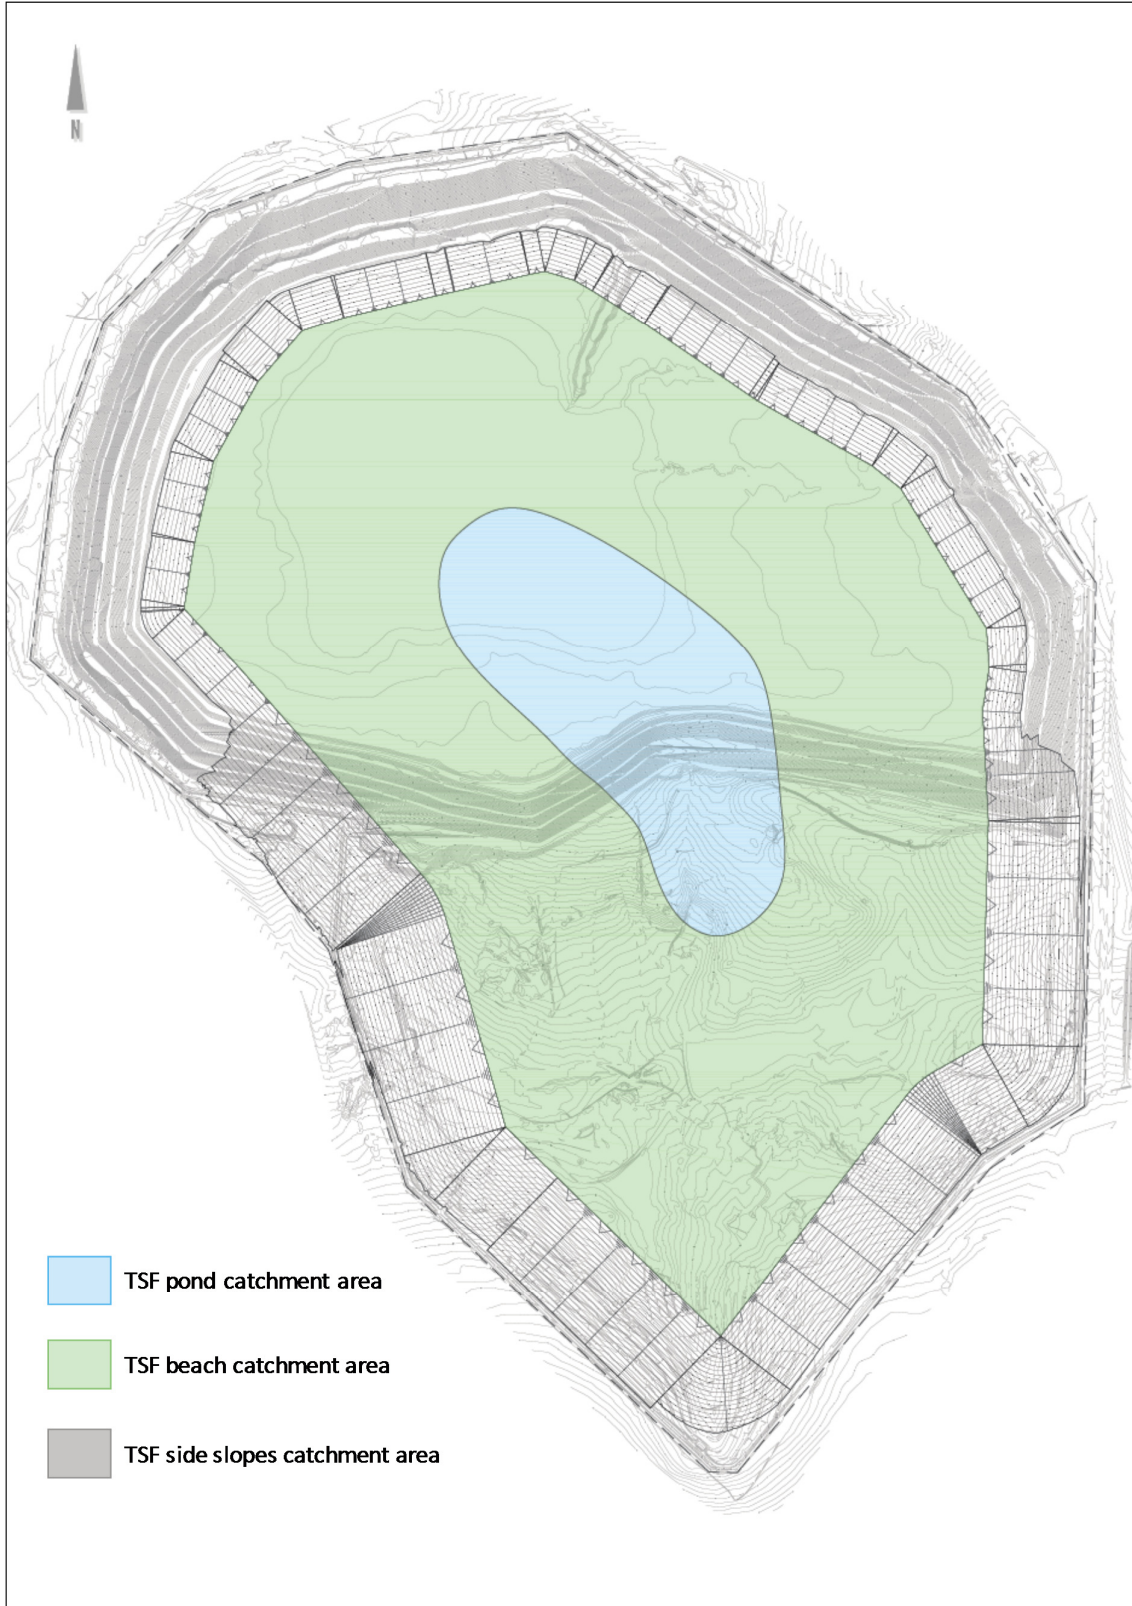 N
TSF pond catchment area
TSF beach catchment area
TSF side slopes catchment area